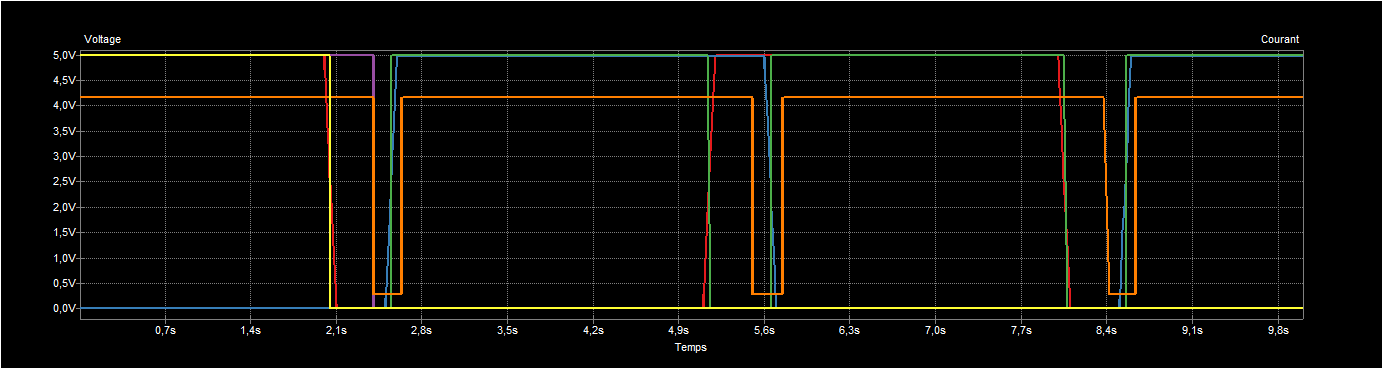 Voltage
Courant
5,0V
4,5V
4,0V
3,5V
3,0V
2,5V
2,0V
1,5V
1,0V
0,5V
0,0V
0,7s 1,4s 2,1s 2,8s 3,5s 4,2s 4,9s 5,6s 6,3s 7,0s 7,7s 8,4s 9,1s 9,8s
Temps